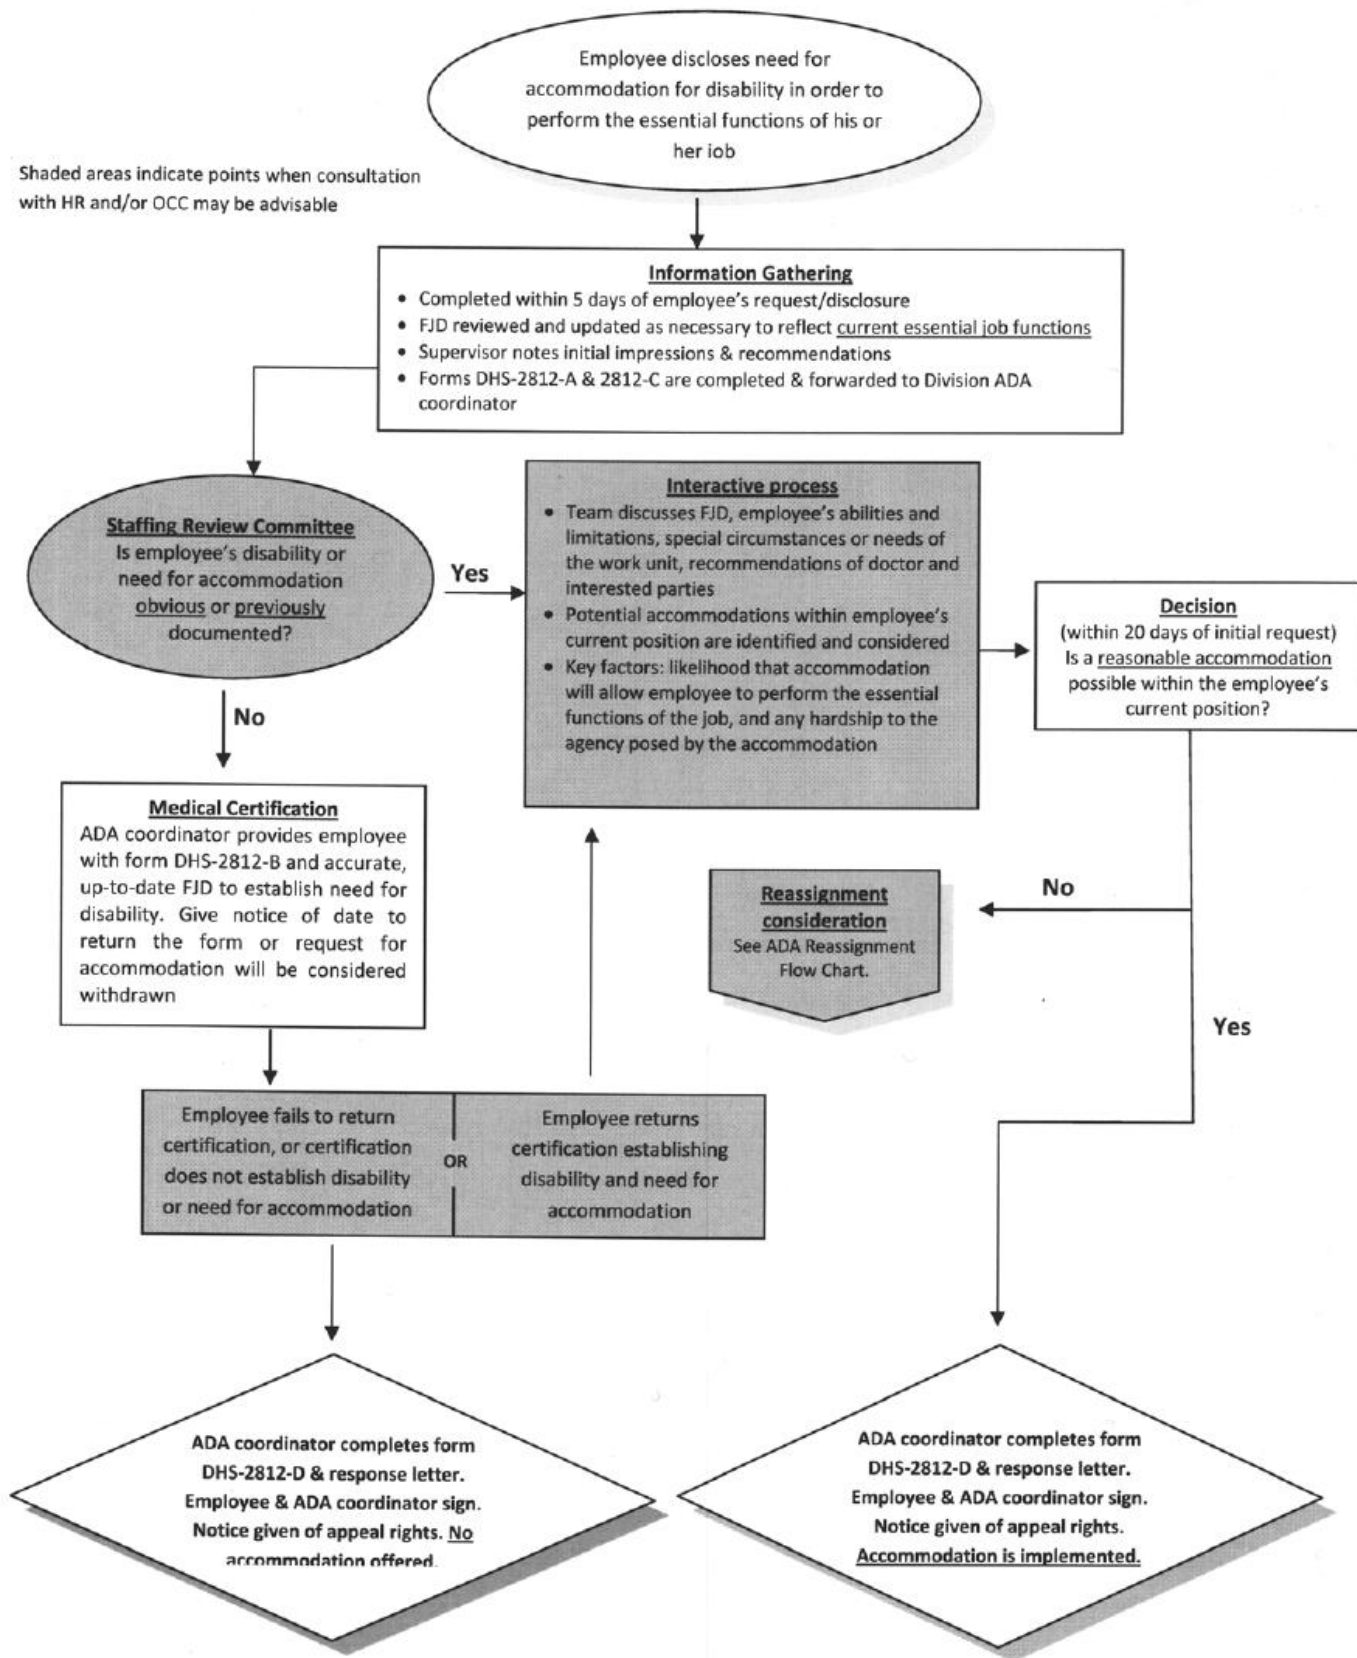 Employee discloses need for
accommodation for disability in order to
perform the essential functions of his or
her job
Shaded areas indicate points when consultation
with HR and/or OCC may be advisable
Information Gathering
• Completed within 5 days of employee's request/disclosure
• FJD reviewed and updated as necessary to reflect current essential job functions
• Supervisor notes initial impressions & recommendations
• Forms DHS-2812-A & 2812-C are completed & forwarded to Division ADA
coordinator
Staffing Review Committee
Is employee's disability or
need for accommodation
obvious or previously
documented?
Yes
Interactive process
• Team discusses FJD, employee's abilities and
limitations, special circumstances or needs of
the work unit, recommendations of doctor and
interested parties
• Potential accommodations within employee's
current position are identified and considered
• Key factors: likelihood that accommodation
will allow employee to perform the essential
functions of the job, and any hardship to the
agency posed by the accommodation
Decision
(within 20 days of initial request)
Is a reasonable accommodation
possible within the employee's
current position?
No
Medical Certification
ADA coordinator provides employee
with form DHS-2812-B and accurate,
up-to-date FJD to establish need for
disability. Give notice of date to
return the form or request for
accommodation will be considered
withdrawn
Reassignment
consideration
See ADA Reassignment
Flow Chart.
No
Yes
Employee fails to return
certification, or certification
does not establish disability
or need for accommodation
OR
Employee returns
certification establishing
disability and need for
accommodation
ADA coordinator completes form
DHS-2812-D & response letter.
Employee & ADA coordinator sign.
Notice given of appeal rights. No
accommodation offered.
ADA coordinator completes form
DHS-2812-D & response letter.
Employee & ADA coordinator sign.
Notice given of appeal rights.
Accommodation is implemented.